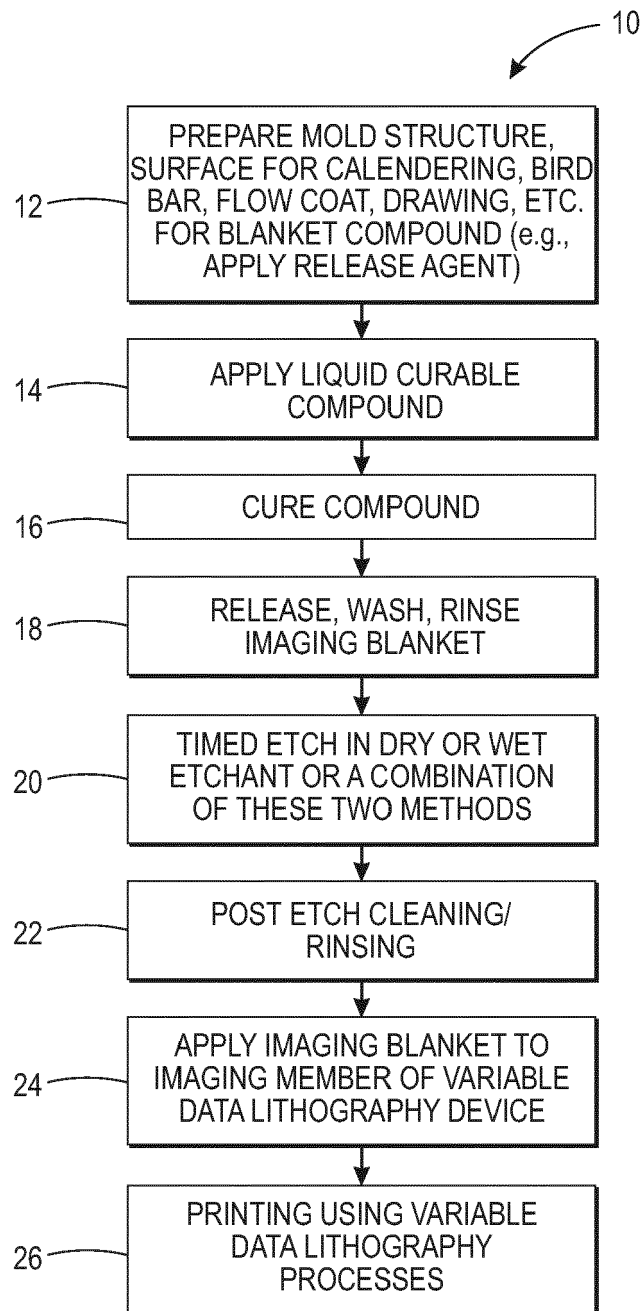 10
12
PREPARE MOLD STRUCTURE,
SURFACE FOR CALENDERING, BIRD
BAR, FLOW COAT, DRAWING, ETC.
FOR BLANKET COMPOUND (e.g.,
APPLY RELEASE AGENT)
14
APPLY LIQUID CURABLE
COMPOUND
16
CURE COMPOUND
18
RELEASE, WASH, RINSE
IMAGING BLANKET
20
TIMED ETCH IN DRY OR WET
ETCHANT OR A COMBINATION
OF THESE TWO METHODS
22
POST ETCH CLEANING/
RINSING
24
APPLY IMAGING BLANKET TO
IMAGING MEMBER OF VARIABLE
DATA LITHOGRAPHY DEVICE
26
PRINTING USING VARIABLE
DATA LITHOGRAPHY
PROCESSES